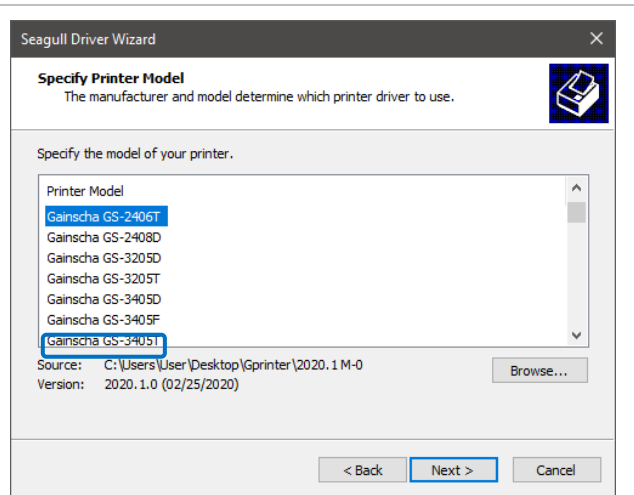 Seagull Driver Wizard
Specify Printer Model
The manufacturer and model determine which printer driver to use.
Specify the model of your printer.
Printer Model
Gainscha GS-2406T
Gainscha GS-2408D
Gainscha GS-3205D
Gainscha GS-3205T
Gainscha GS-3405D
Gainscha GS-3405F
Gainscha GS-3405T
Source: C:\Users\User\Desktop\Gprinter\2020.1 M-0
Browse...
Version: 2020.1.0 (02/25/2020)
< Back Next > Cancel